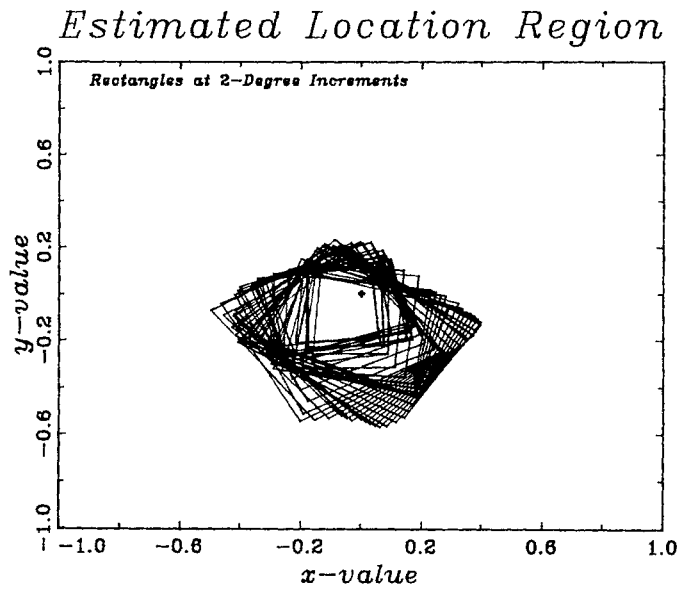 Estimated Location Region
Rectangles at 2-Degree Increments
1.0
0.6
0.2
-0.2
-0.6
-1.0
y-value
-1.0 -0.6 -0.2 0.2 0.6 1.0
x-value